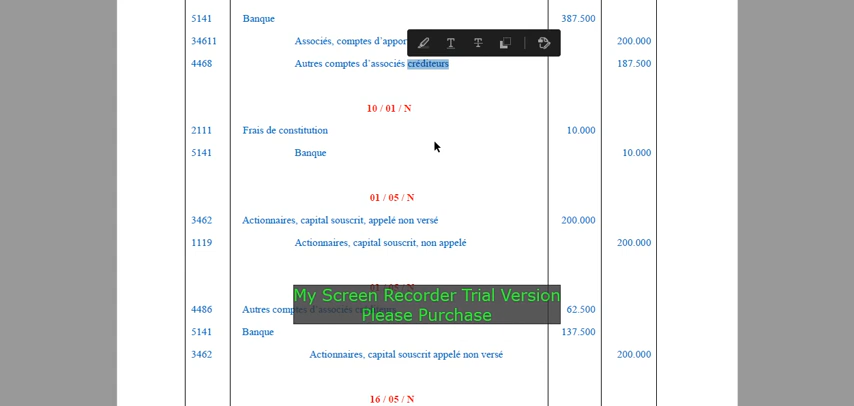 5141 Banque 387.500
34611 Associés, comptes d’appor 200.000
4468 Autres comptes d’associés créditeurs 187.500
10 / 01 / N
2111 Frais de constitution 10.000
5141 Banque 10.000
01 / 05 / N
3462 Actionnaires, capital souscrit, appelé non versé 200.000
1119 Actionnaires, capital souscrit, non appelé 200.000
My Screen Recorder Trial Version
Please Purchase
4486 Autres comptes d’associés 62.500
5141 Banque 137.500
3462 Actionnaires, capital souscrit appelé non versé 200.000
16 / 05 / N